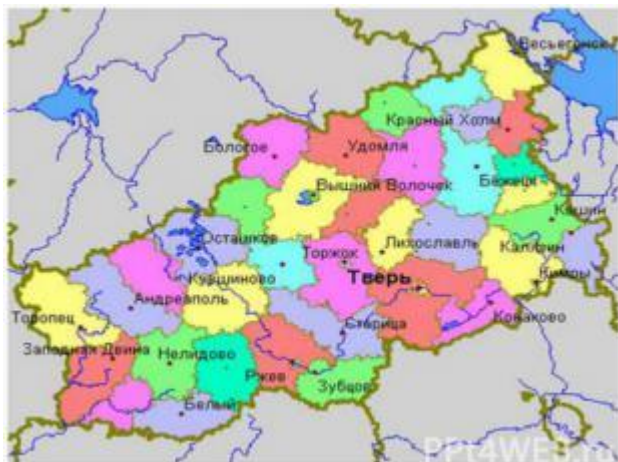 Весьегонск
Красный Холм
Бологое
Удомля
Вышний Волочек
Бежецк
Кашин
Осташков
Лихославль
Калязин
Торжок
Кувшиново
Тверь
Кимры
Андреаполь
Торопец
Старица
Конаково
Западная Двина
Нелидово
Ржев
Зубцов
Белый
PPt4WEB.ru